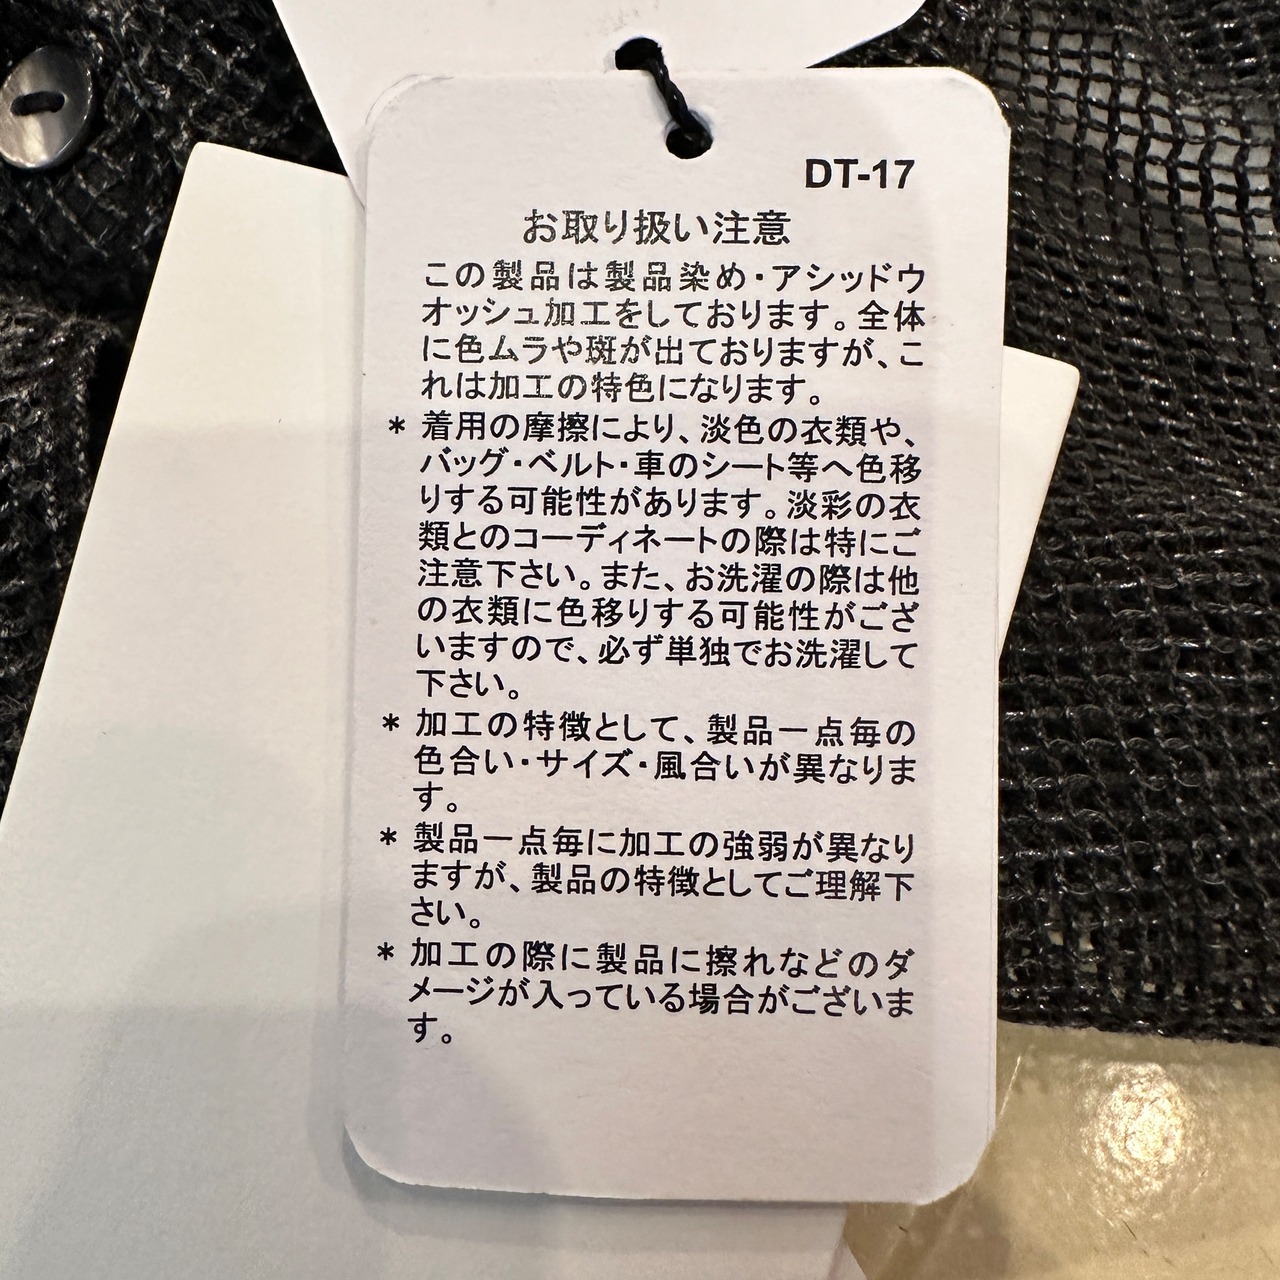 DT-17
お取り扱い注意
この製品は製品染め・アシッドウ
オッシュ加工をしております。全体
に色ムラや斑が出ておりますが、こ
れは加工の特色になります。
* 着用の摩擦により、淡色の衣類や、
バッグ・ベルト・車のシート等へ色移
りする可能性があります。淡彩の衣
類とのコーディネートの際は特にご
注意下さい。また、お洗濯の際は他
の衣類に色移りする可能性がござ
いますので、必ず単独でお洗濯して
下さい。
* 加工の特徴として、製品一点毎の
色合い・サイズ・風合いが異なりま
す。
* 製品一点毎に加工の強弱が異なり
ますが、製品の特徴としてご理解下
さい。
* 加工の際に製品に擦れなどのダ
メージが入っている場合がございま
す。